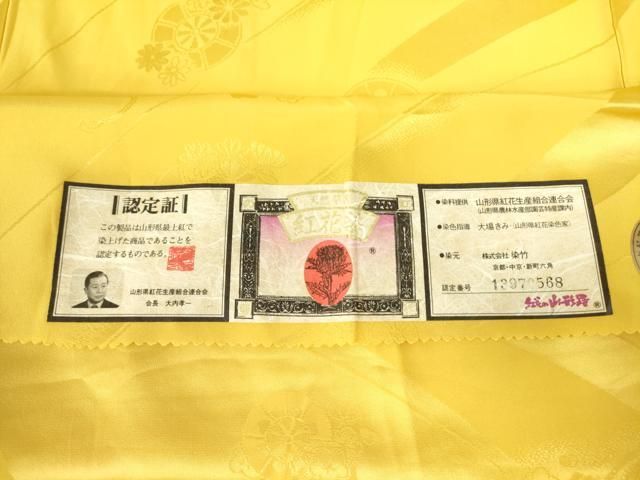 認定証
この製品は山形県最上紅で
染上げた商品であることを
認定するものである。
山形県紅花生産組合連合会
会長 大内孝一
紅花染
®
●染料提供 山形県紅花生産組合連合会
(山形県農林水産部園芸特産課内)
●染色指導 大場きみ(山形県紅花染色家)
●染元 株式会社 染竹
京都・中京・新町六角
認定番号 13970568
紅花の山形路®